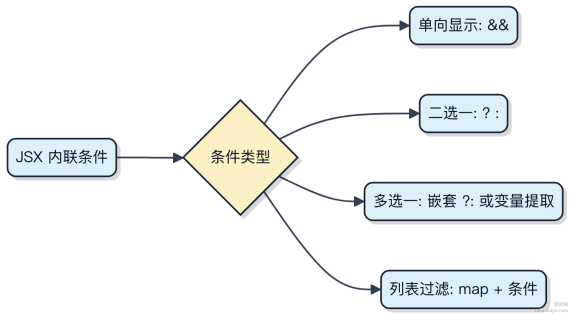 单向显示: &&
二选一: ? :
JSX 内联条件
条件类型
多选一: 嵌套 ?: 或变量提取
列表过滤: map + 条件